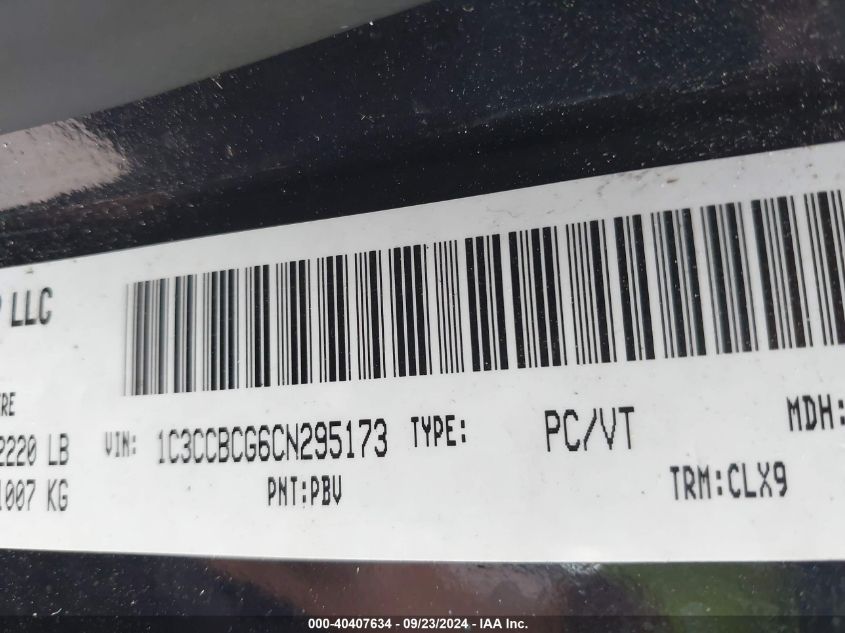 LLC
2220 LB
1007 KG
VIN: 1C3CCBCG6CN295173 TYPE: PC/VT MDH:
PNT:PBV TRM:CLX9
000-40407634 - 09/23/2024 - IAA Inc.